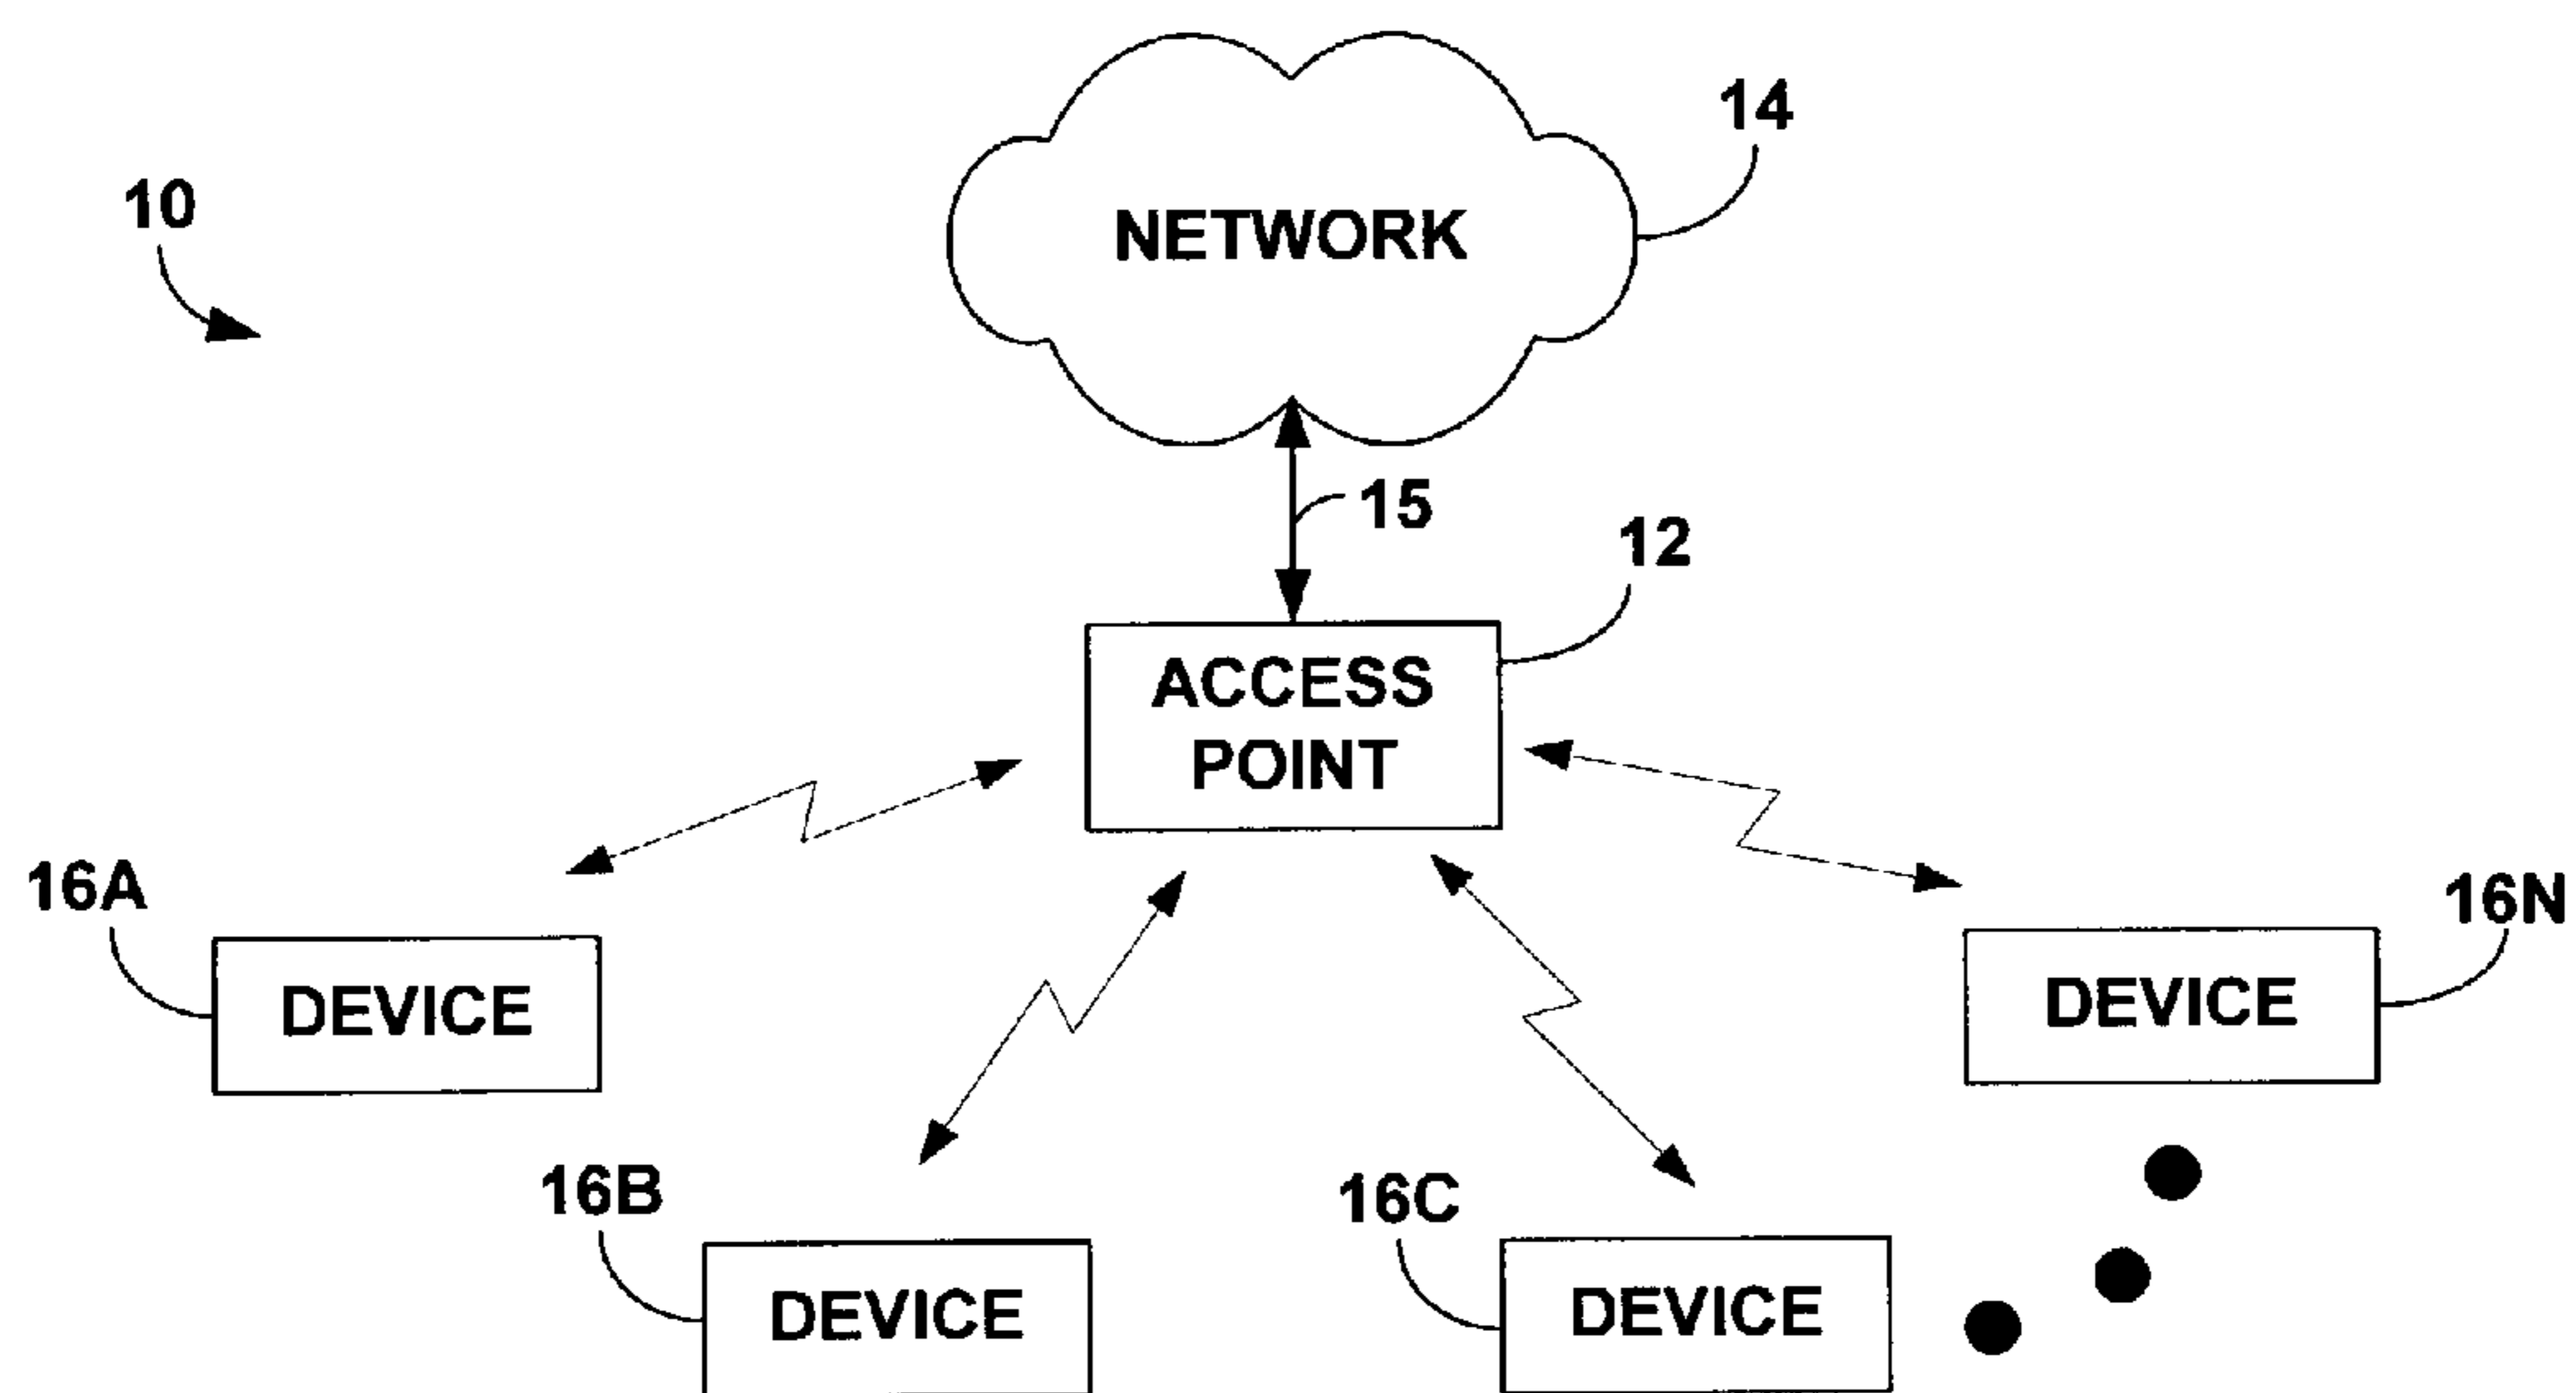 14
10
NETWORK
15
12
ACCESS
POINT
16A
16N
DEVICE
DEVICE
16B
16C
DEVICE
DEVICE